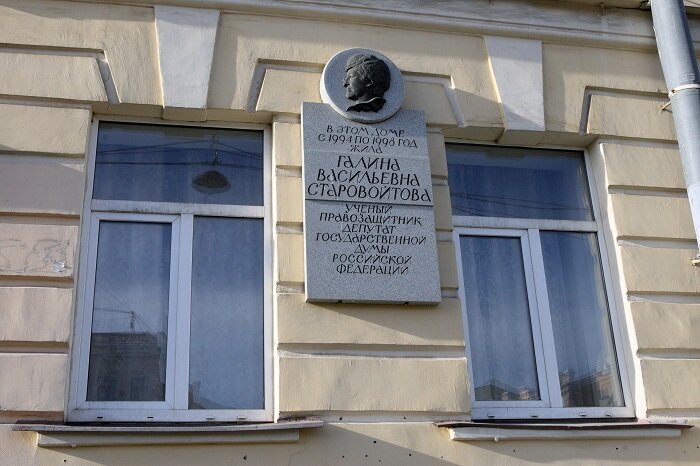 В ЭТОМ ДОМЕ
С 1994 ПО 1998 ГОД
ЖИЛА
ГАЛИНА
ВАСИЛЬЕВНА
СТАРОВОЙТОВА
УЧЕНЫЙ
ПРАВОЗАЩИТНИК
ДЕПУТАТ
ГОСУДАРСТВЕННОЙ
ДУМЫ
РОССИЙСКОЙ
ФЕДЕРАЦИИ